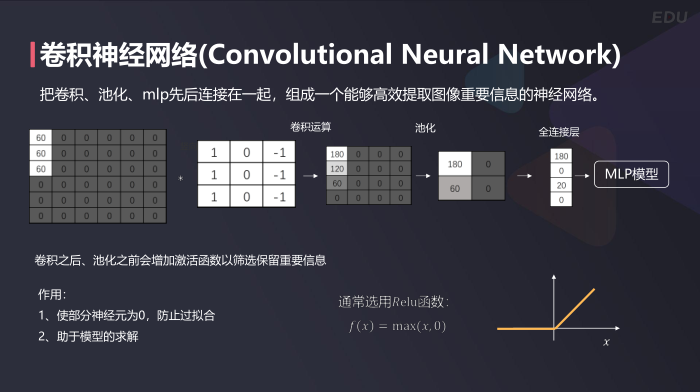 EDU
卷积神经网络(Convolutional Neural Network)
把卷积、池化、mlp先后连接在一起，组成一个能够高效提取图像重要信息的神经网络。
卷积运算
池化
全连接层
60 0 0 0 0 0
60 0 0 0 0 0
60 0 0 0 0 0
0 0 0 0 0 0
0 0 0 0 0 0
0 0 0 0 0 0
*
1 0 -1
1 0 -1
1 0 -1
180 0 0 0
120 0 0 0
60 0 0 0
0 0 0 0
180 0
60 0
180
0
20
0
MLP模型
卷积之后、池化之前会增加激活函数以筛选保留重要信息
作用：
1、使部分神经元为0，防止过拟合
2、助于模型的求解
通常选用Relu函数：
f(x) = max(x, 0)
x